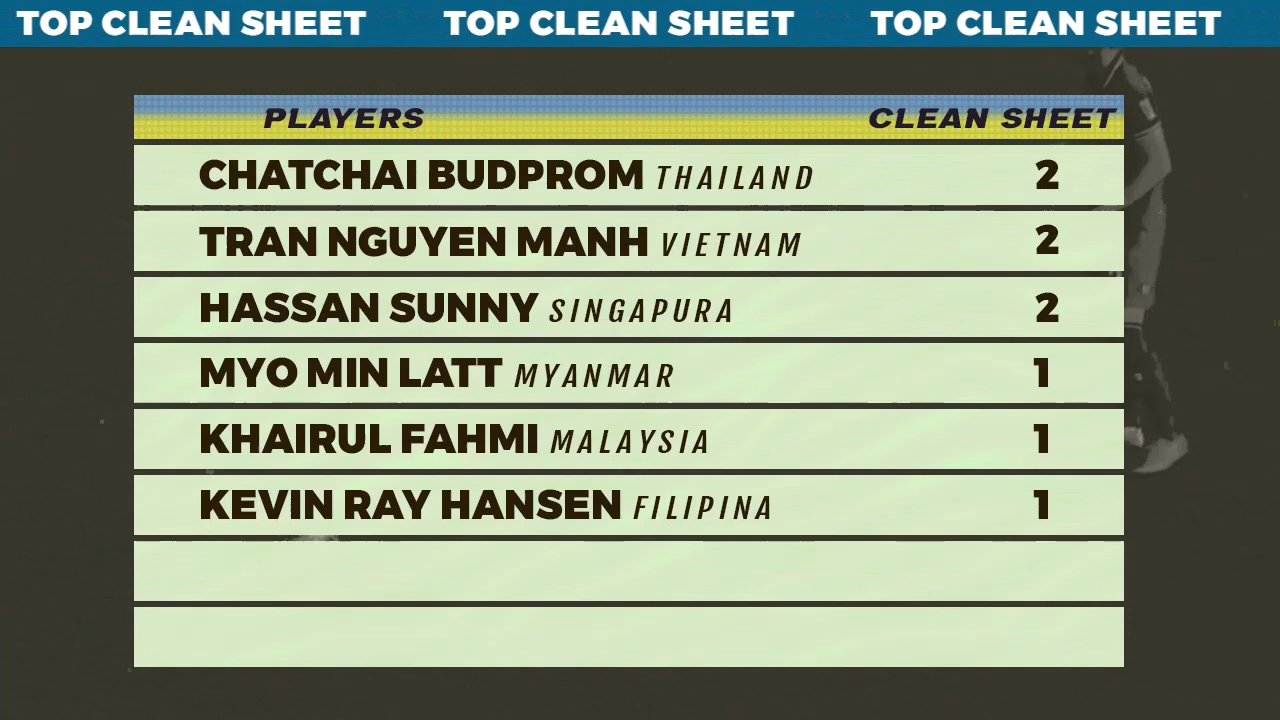 TOP CLEAN SHEET TOP CLEAN SHEET TOP CLEAN SHEET
PLAYERS CLEAN SHEET
CHATCHAI BUDPROM THAILAND 2
TRAN NGUYEN MANH VIETNAM 2
HASSAN SUNNY SINGAPURA 2
MYO MIN LATT MYANMAR 1
KHAIRUL FAHMI MALAYSIA 1
KEVIN RAY HANSEN FILIPINA 1